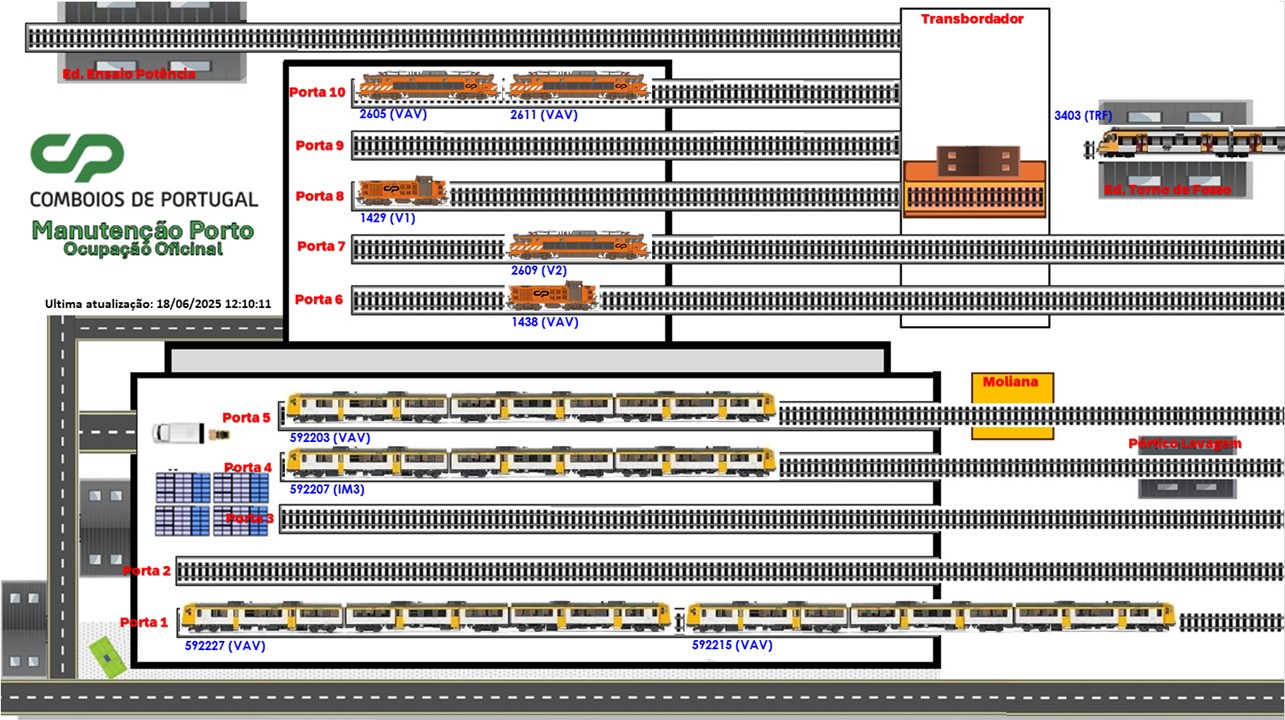 Transbordador
Ed. Ensaio Potência
Porta 10
2605 (VAV)
2611 (VAV)
3403 (TRF)
Porta 9
CP
COMBOIOS DE PORTUGAL
Manutenção Porto
Ocupação Oficinal
Porta 8
1429 (V1)
Ed. Torno de Fosso
Porta 7
2609 (V2)
Ultima atualização: 18/06/2025 12:10:11
Porta 6
1438 (VAV)
Moliana
Porta 5
592203 (VAV)
Pórtico Lavagem
Porta 4
592207 (IM3)
Porta 3
Porta 2
Porta 1
592227 (VAV)
592215 (VAV)